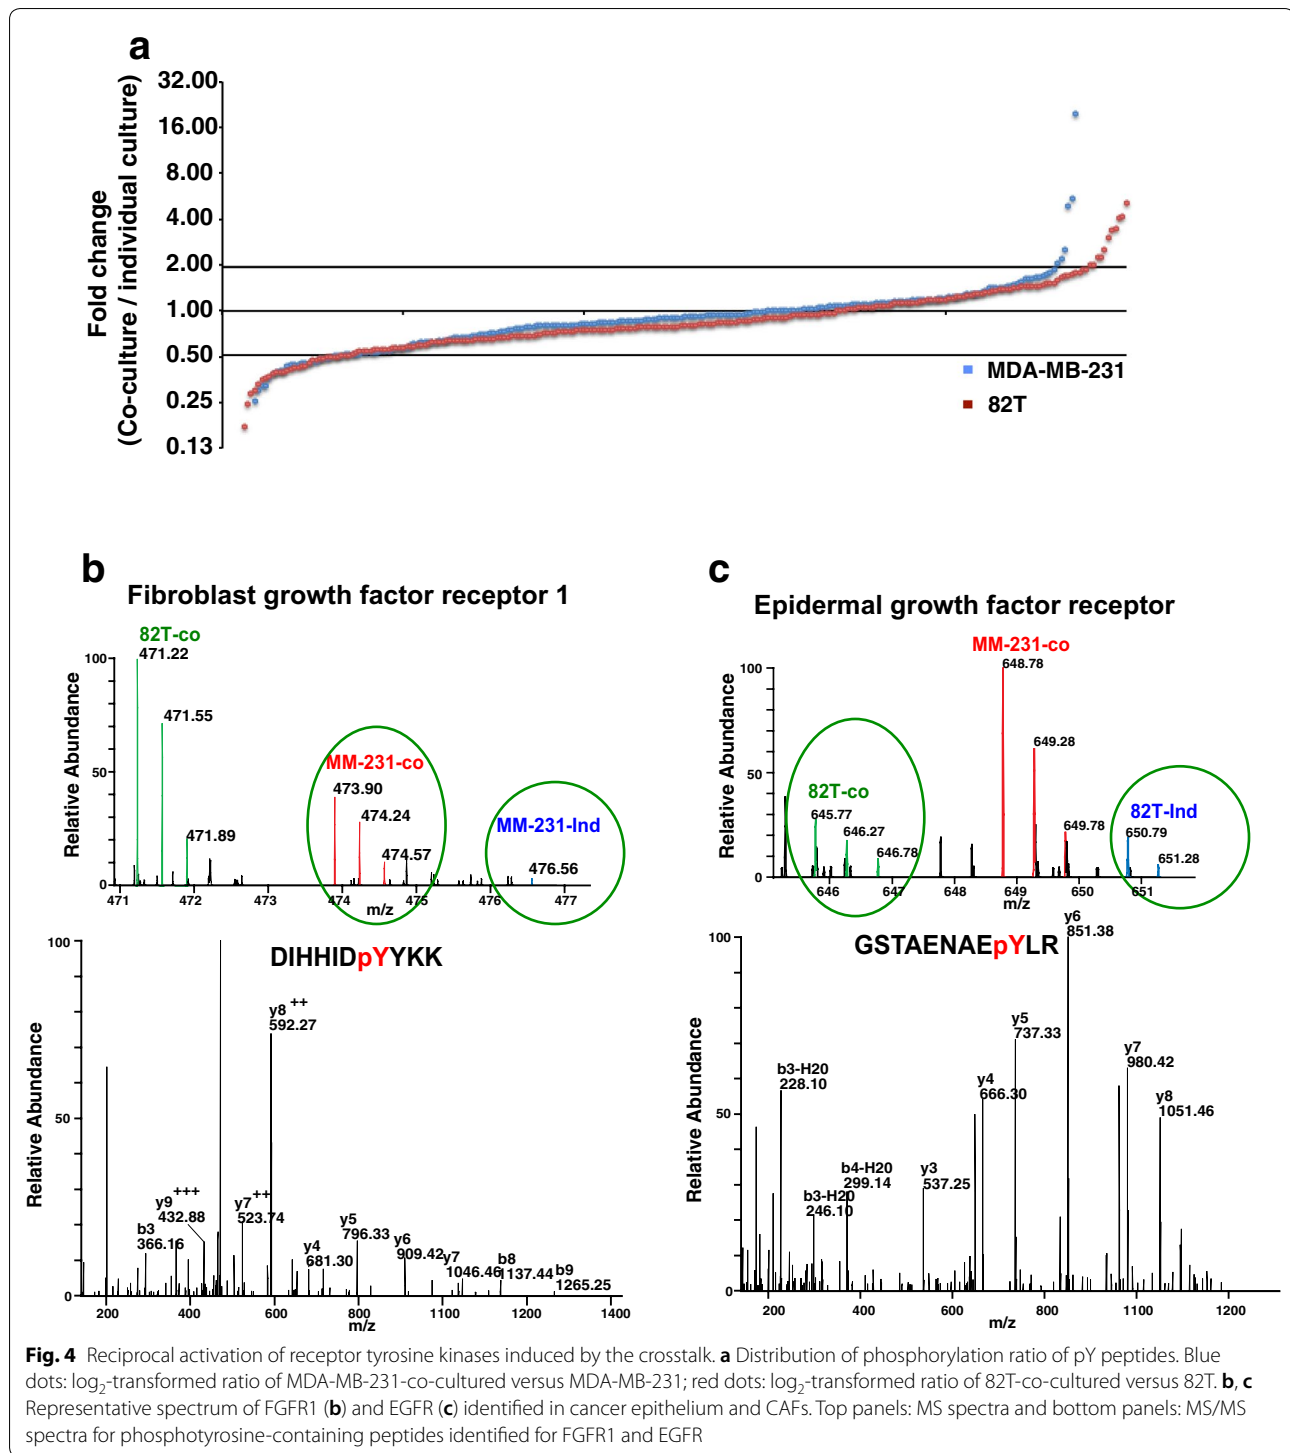 a
32.00
16.00
8.00
4.00
2.00
1.00
0.50
0.25
0.13
Fold change
(Co-culture / individual culture)
MDA-MB-231
82T
b
Fibroblast growth factor receptor 1
82T-co
471.22
471.55
471.89
MM-231-co
473.90
474.24
474.57
MM-231-Ind
476.56
100
50
0
Relative Abundance
471 472 473 474 475 476 477
m/z
DIHHIDpYYKK
100
50
0
Relative Abundance
y8 ++
592.27
y9 +++
432.88
b3
366.16
y7 ++
523.74
y4
681.30
y5
796.33
y6
909.42
y7
1046.46
b8
1137.44
b9
1265.25
200 400 600 800 1000 1200 1400
m/z
c
Epidermal growth factor receptor
MM-231-co
648.78
649.28
649.78
82T-co
645.77
646.27
646.78
82T-Ind
650.79
651.28
100
50
0
Relative Abundance
646 647 648 649 650 651
m/z
GSTAENAEpYLR
100
50
0
Relative Abundance
y6
851.38
y5
737.33
y7
980.42
y4
666.30
y8
1051.46
b3-H20
228.10
b4-H20
299.14
b3-H20
246.10
y3
537.25
200 400 600 800 1100 1200
m/z
Fig. 4 Reciprocal activation of receptor tyrosine kinases induced by the crosstalk. a Distribution of phosphorylation ratio of pY peptides. Blue
dots: log2-transformed ratio of MDA-MB-231-co-cultured versus MDA-MB-231; red dots: log2-transformed ratio of 82T-co-cultured versus 82T. b, c
Representative spectrum of FGFR1 (b) and EGFR (c) identified in cancer epithelium and CAFs. Top panels: MS spectra and bottom panels: MS/MS
spectra for phosphotyrosine-containing peptides identified for FGFR1 and EGFR